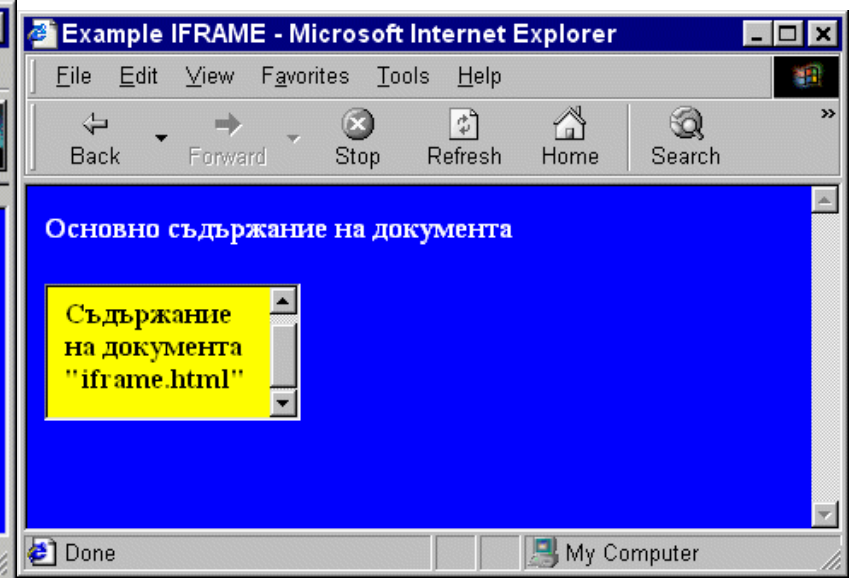 Example IFRAME - Microsoft Internet Explorer
File Edit View Favorites Tools Help
Back Forward Stop Refresh Home Search »
Основно съдържание на документа
Съдържание
на документа
"iframe.html"
Done My Computer